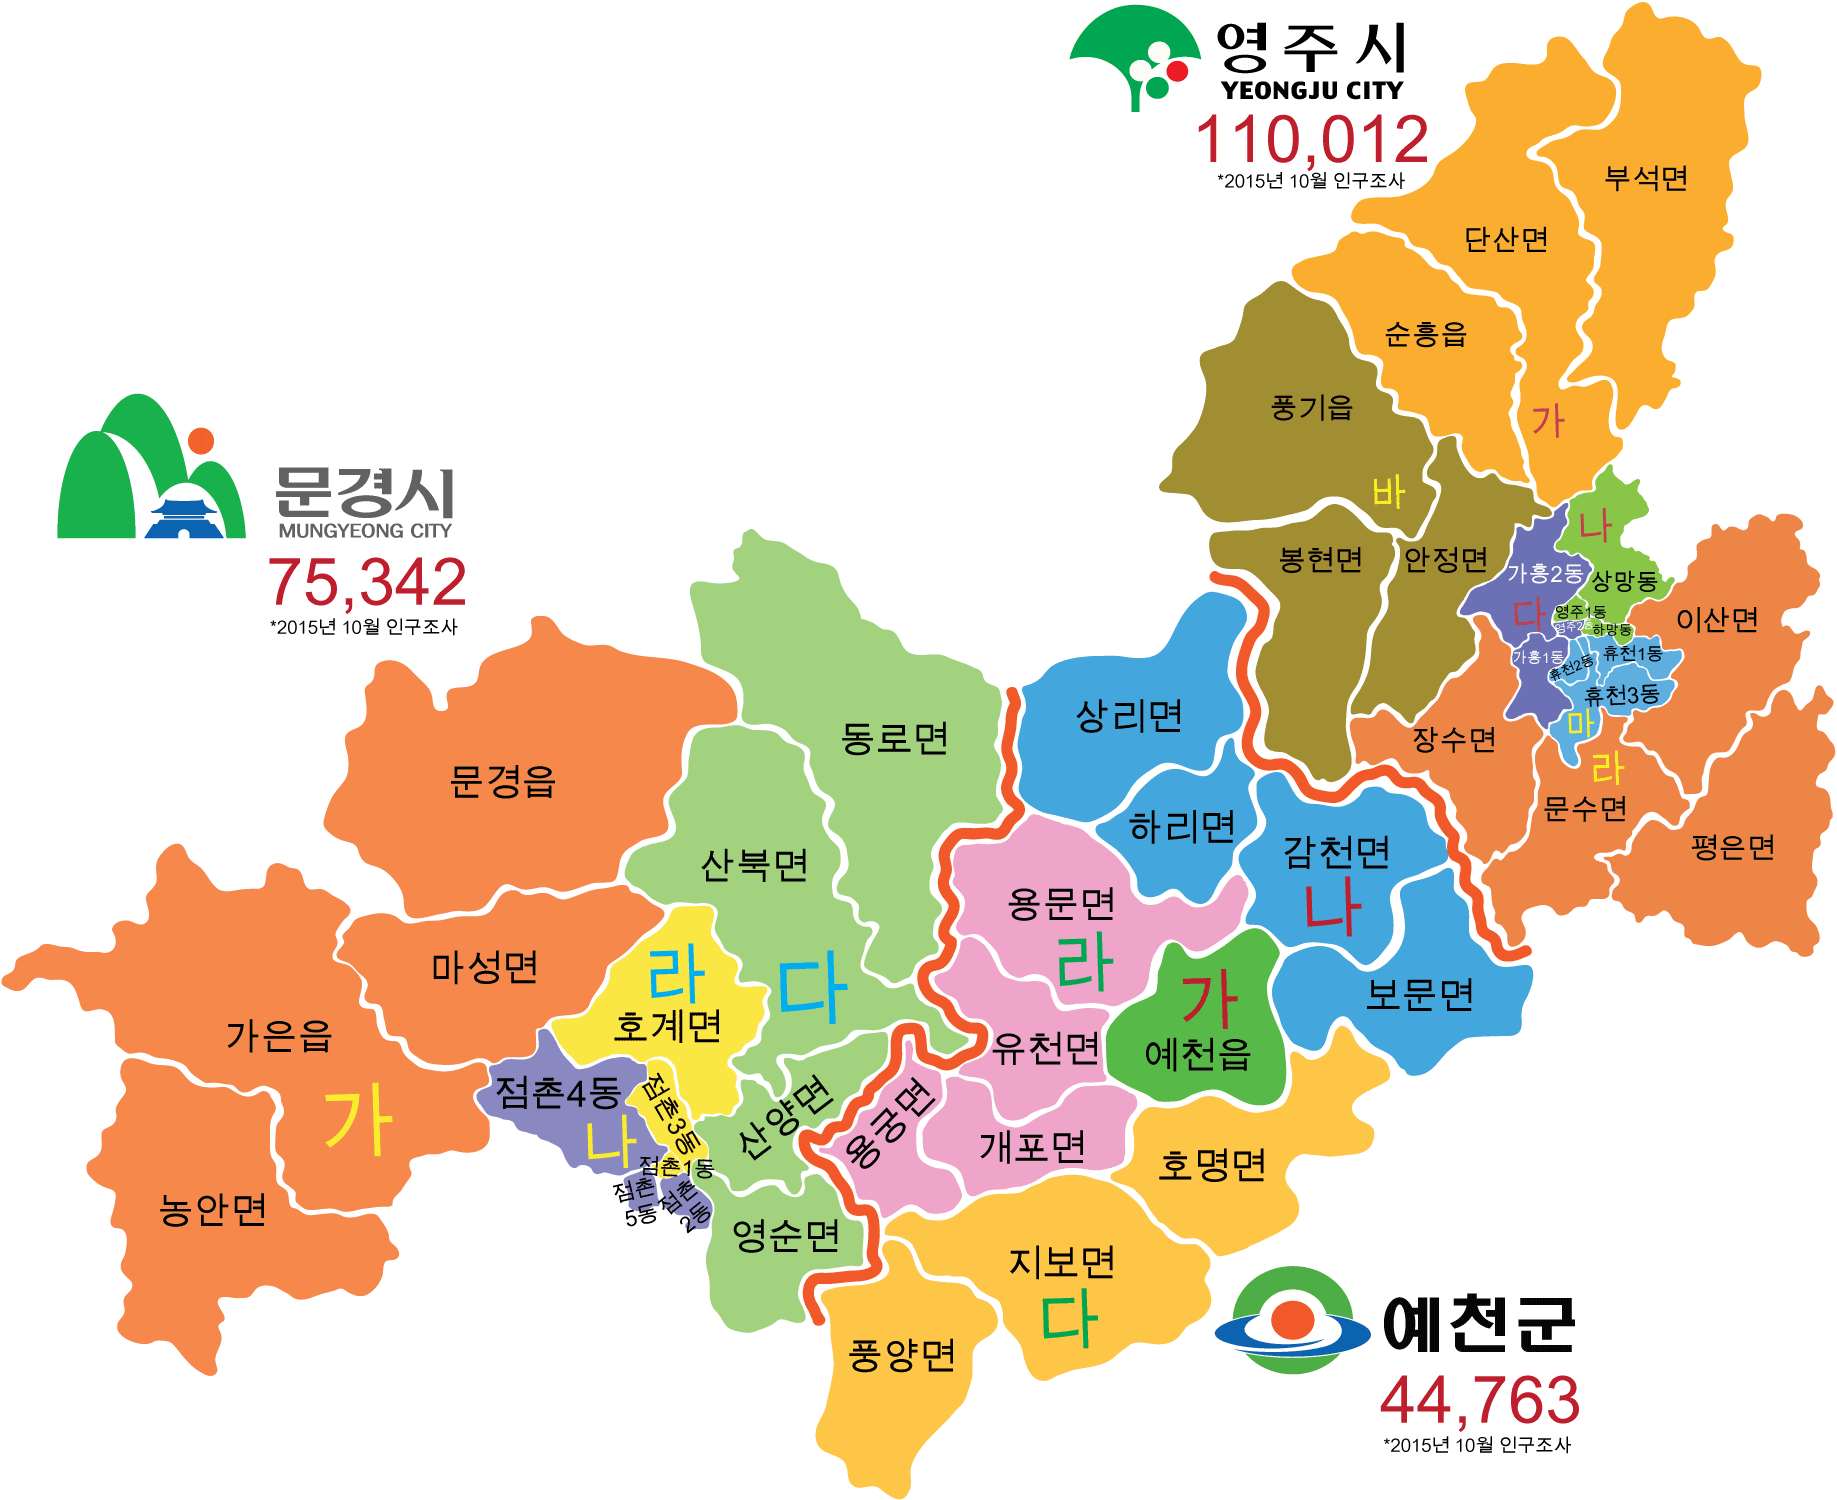 영주시
YEONGJU CITY
110,012
*2015년 10월 인구조사
부석면
단산면
순흥읍
가
풍기읍
바
봉현면
안정면
나
가흥2동
상망동
다
영주1동
하망동
이산면
가흥1동
휴천2동
휴천1동
휴천3동
마
장수면
라
문수면
평은면
문경시
MUNGYEONG CITY
75,342
*2015년 10월 인구조사
동로면
문경읍
산북면
마성면
라
다
호계면
가은읍
점촌4동
점촌3동
가
나
산양면
점촌1동
점촌
5동
점촌
2동
농안면
영순면
상리면
하리면
감천면
나
용문면
라
가
보문면
유천면
예천읍
용궁면
개포면
호명면
지보면
다
풍양면
예천군
44,763
*2015년 10월 인구조사